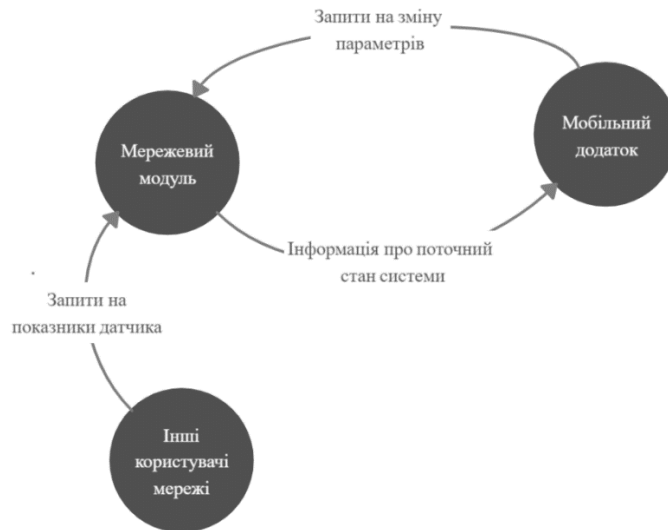 Запити на зміну
параметрів
Мережевий
модуль
Мобільний
додаток
Інформація про поточний
стан системи
Запити на
показники датчика
Інші
користувачі
мережі